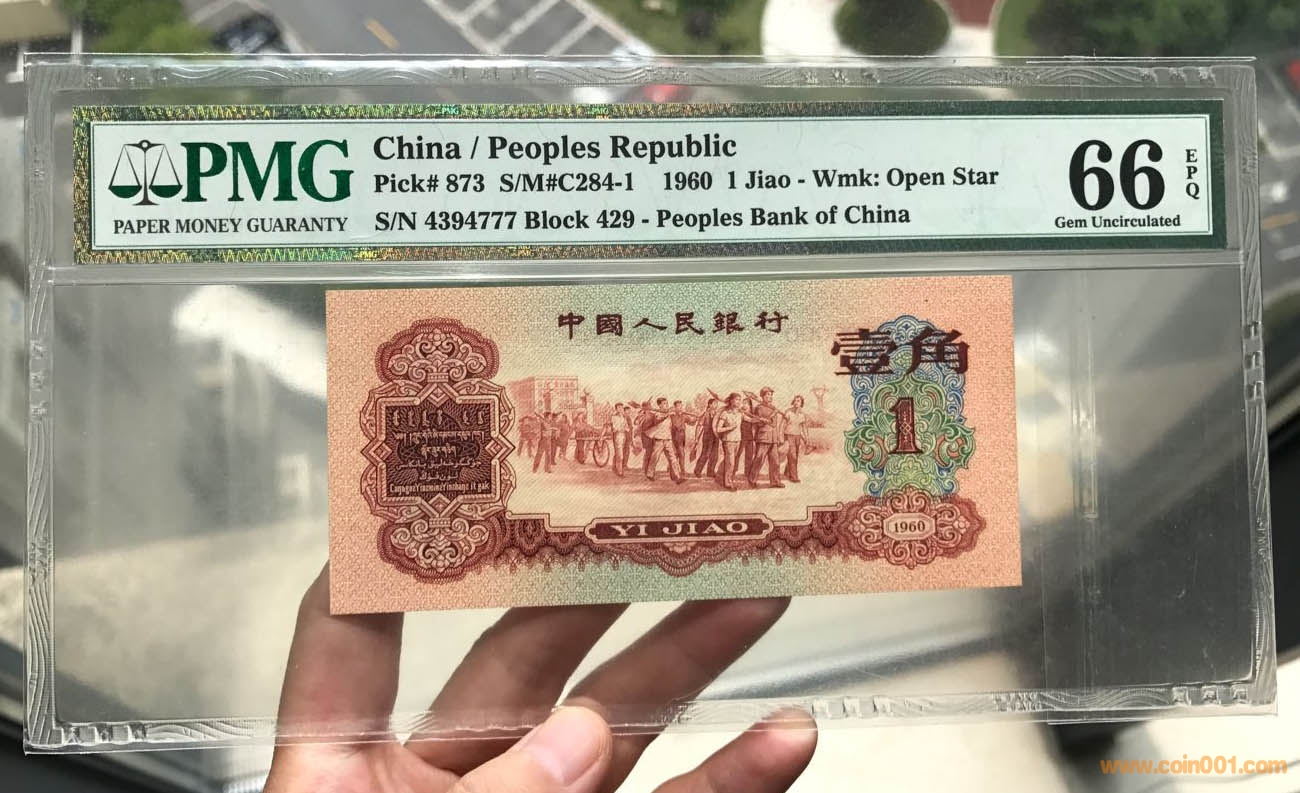 PMG
PAPER MONEY GUARANTY
China / Peoples Republic
Pick# 873 S/M#C284-1 1960 1 Jiao - Wmk: Open Star
S/N 4394777 Block 429 - Peoples Bank of China
66
EPQ
Gem Uncirculated
中國人民銀行
壹角
1
YI JIAO
1960
www.coin001.com